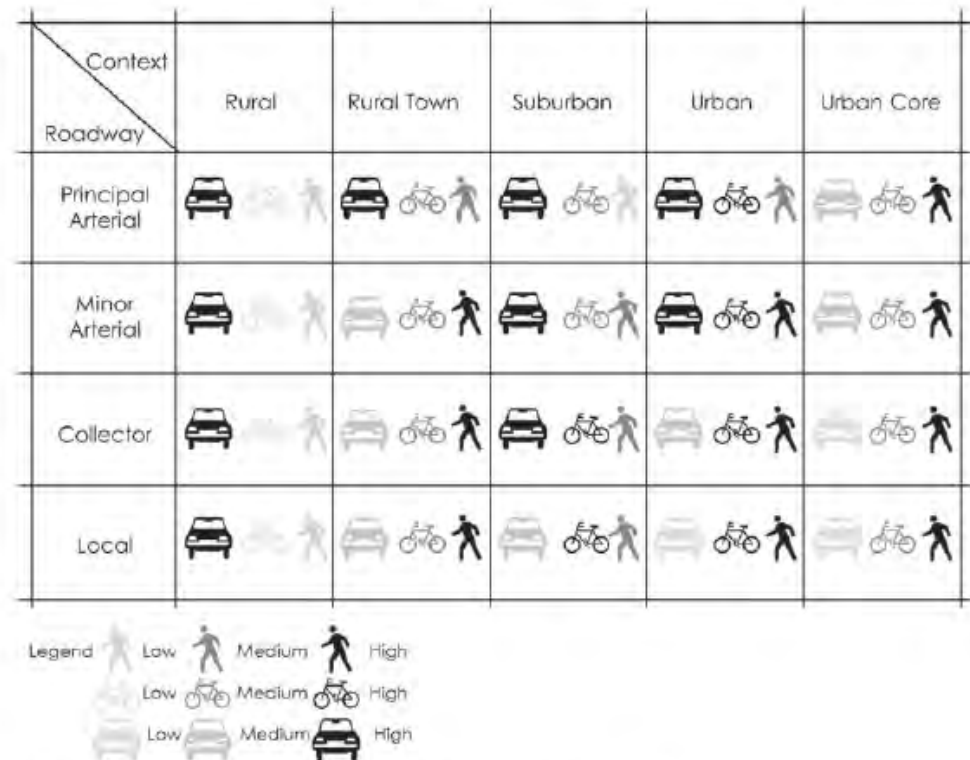 Context
Roadway
Rural
Rural Town
Suburban
Urban
Urban Core
Principal
Arterial
Minor
Arterial
Collector
Local
Legend Low Medium High
Low Medium High
Low Medium High